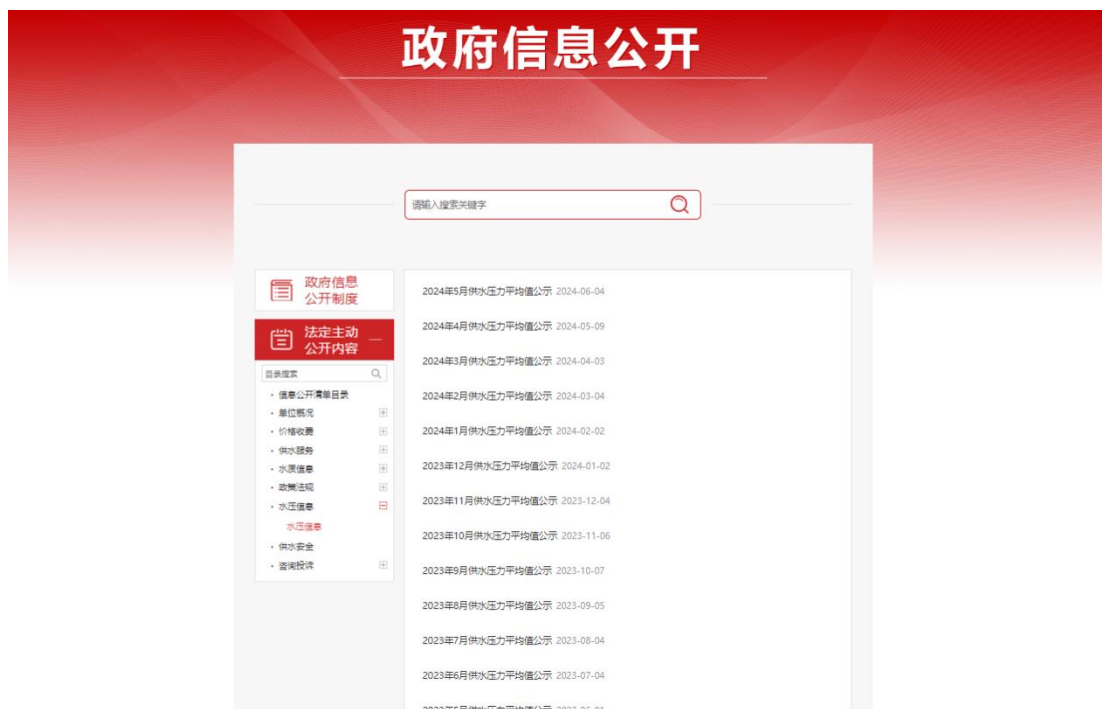 政府信息公开
请输入搜索关键字
政府信息
公开制度
法定主动
公开内容
目录搜索
信息公开清单目录
单位概况
价格收费
供水服务
水质信息
政策法规
水压信息
水压信息
供水安全
咨询投诉
2024年5月供水压力平均值公示 2024-06-04
2024年4月供水压力平均值公示 2024-05-09
2024年3月供水压力平均值公示 2024-04-03
2024年2月供水压力平均值公示 2024-03-04
2024年1月供水压力平均值公示 2024-02-02
2023年12月供水压力平均值公示 2024-01-02
2023年11月供水压力平均值公示 2023-12-04
2023年10月供水压力平均值公示 2023-11-06
2023年9月供水压力平均值公示 2023-10-07
2023年8月供水压力平均值公示 2023-09-05
2023年7月供水压力平均值公示 2023-08-04
2023年6月供水压力平均值公示 2023-07-04